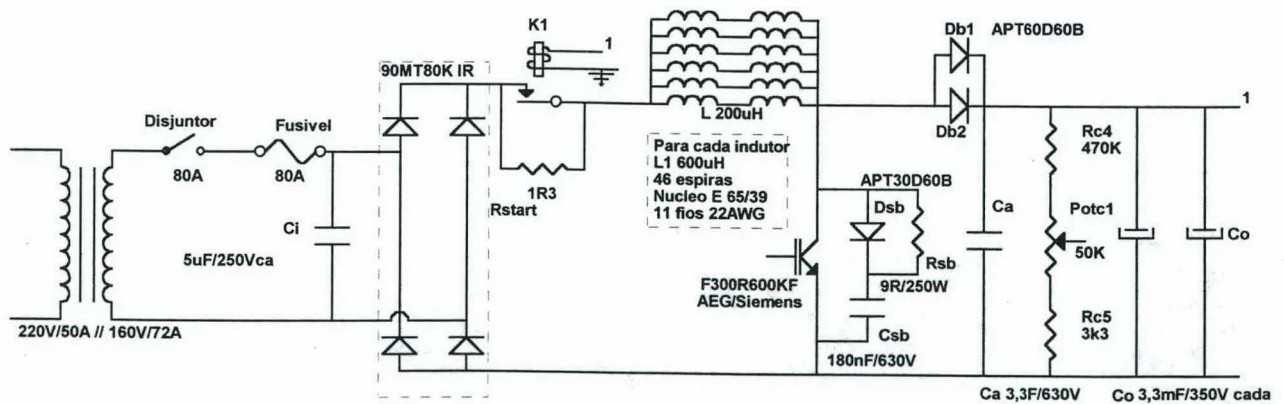 K1
1
Db1
APT60D60B
90MT80K IR
Disjuntor
80A
Fusivel
80A
L 200uH
Db2
1
1R3
Rstart
Para cada indutor
L1 600uH
46 espiras
Nucleo E 65/39
11 fios 22AWG
APT30D60B
Dsb
Rsb
9R/250W
Ca
Rc4
470K
Potc1
50K
Co
Ci
5uF/250Vca
F300R600KF
AEG/Siemens
Csb
180nF/630V
Rc5
3k3
220V/50A // 160V/72A
Ca 3,3F/630V
Co 3,3mF/350V cada